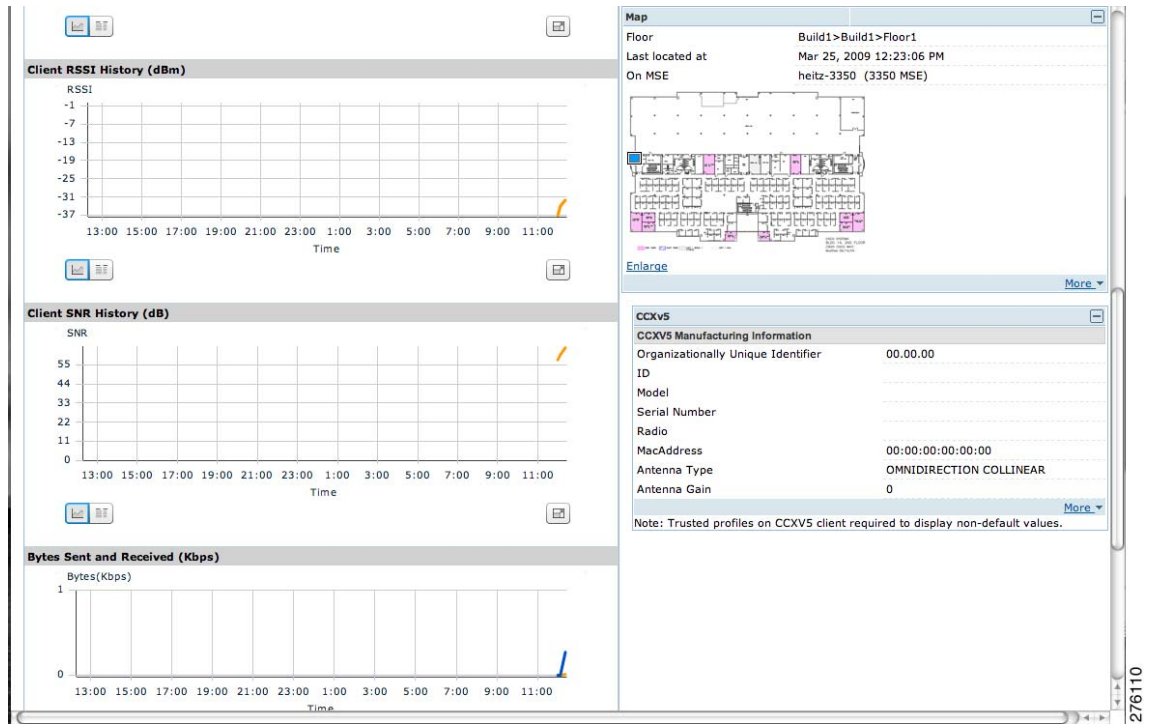 Client RSSI History (dBm)
RSSI
-1
-7
-13
-19
-25
-31
-37
13:00 15:00 17:00 19:00 21:00 23:00 1:00 3:00 5:00 7:00 9:00 11:00
Time
Client SNR History (dB)
SNR
55
44
33
22
11
0
13:00 15:00 17:00 19:00 21:00 23:00 1:00 3:00 5:00 7:00 9:00 11:00
Time
Bytes Sent and Received (Kbps)
Bytes(Kbps)
1
0
13:00 15:00 17:00 19:00 21:00 23:00 1:00 3:00 5:00 7:00 9:00 11:00
Time
Map
Floor Build1>Build1>Floor1
Last located at Mar 25, 2009 12:23:06 PM
On MSE heitz-3350 (3350 MSE)
Enlarge
More
CCXv5
CCXV5 Manufacturing Information
Organizationally Unique Identifier 00.00.00
ID
Model
Serial Number
Radio
MacAddress 00:00:00:00:00:00
Antenna Type OMNIDIRECTION COLLINEAR
Antenna Gain 0
More
Note: Trusted profiles on CCXV5 client required to display non-default values.
276110